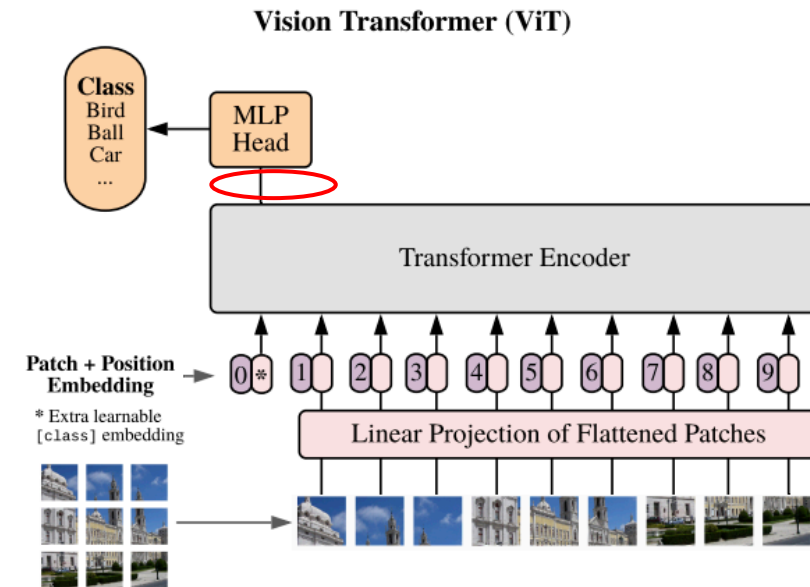 Vision Transformer (ViT)
Class
Bird
Ball
Car
...
MLP
Head
Transformer Encoder
Patch + Position
Embedding
0 * 1 2 3 4 5 6 7 8 9
* Extra learnable
[class] embedding
Linear Projection of Flattened Patches